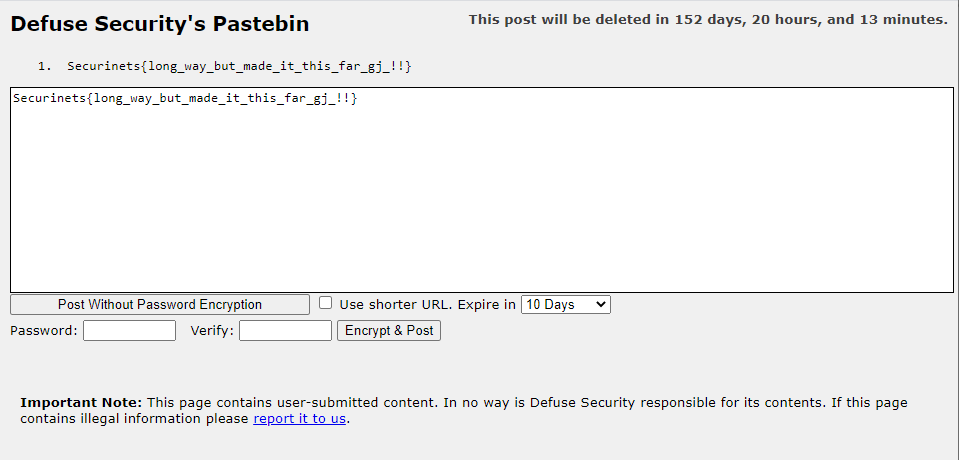 Defuse Security's Pastebin
This post will be deleted in 152 days, 20 hours, and 13 minutes.
1. Securinets{long_way_but_made_it_this_far_gj_!!}
Securinets{long_way_but_made_it_this_far_gj_!!}
Post Without Password Encryption Use shorter URL. Expire in 10 Days
Password: Verify: Encrypt & Post
Important Note: This page contains user-submitted content. In no way is Defuse Security responsible for its contents. If this page
contains illegal information please report it to us.